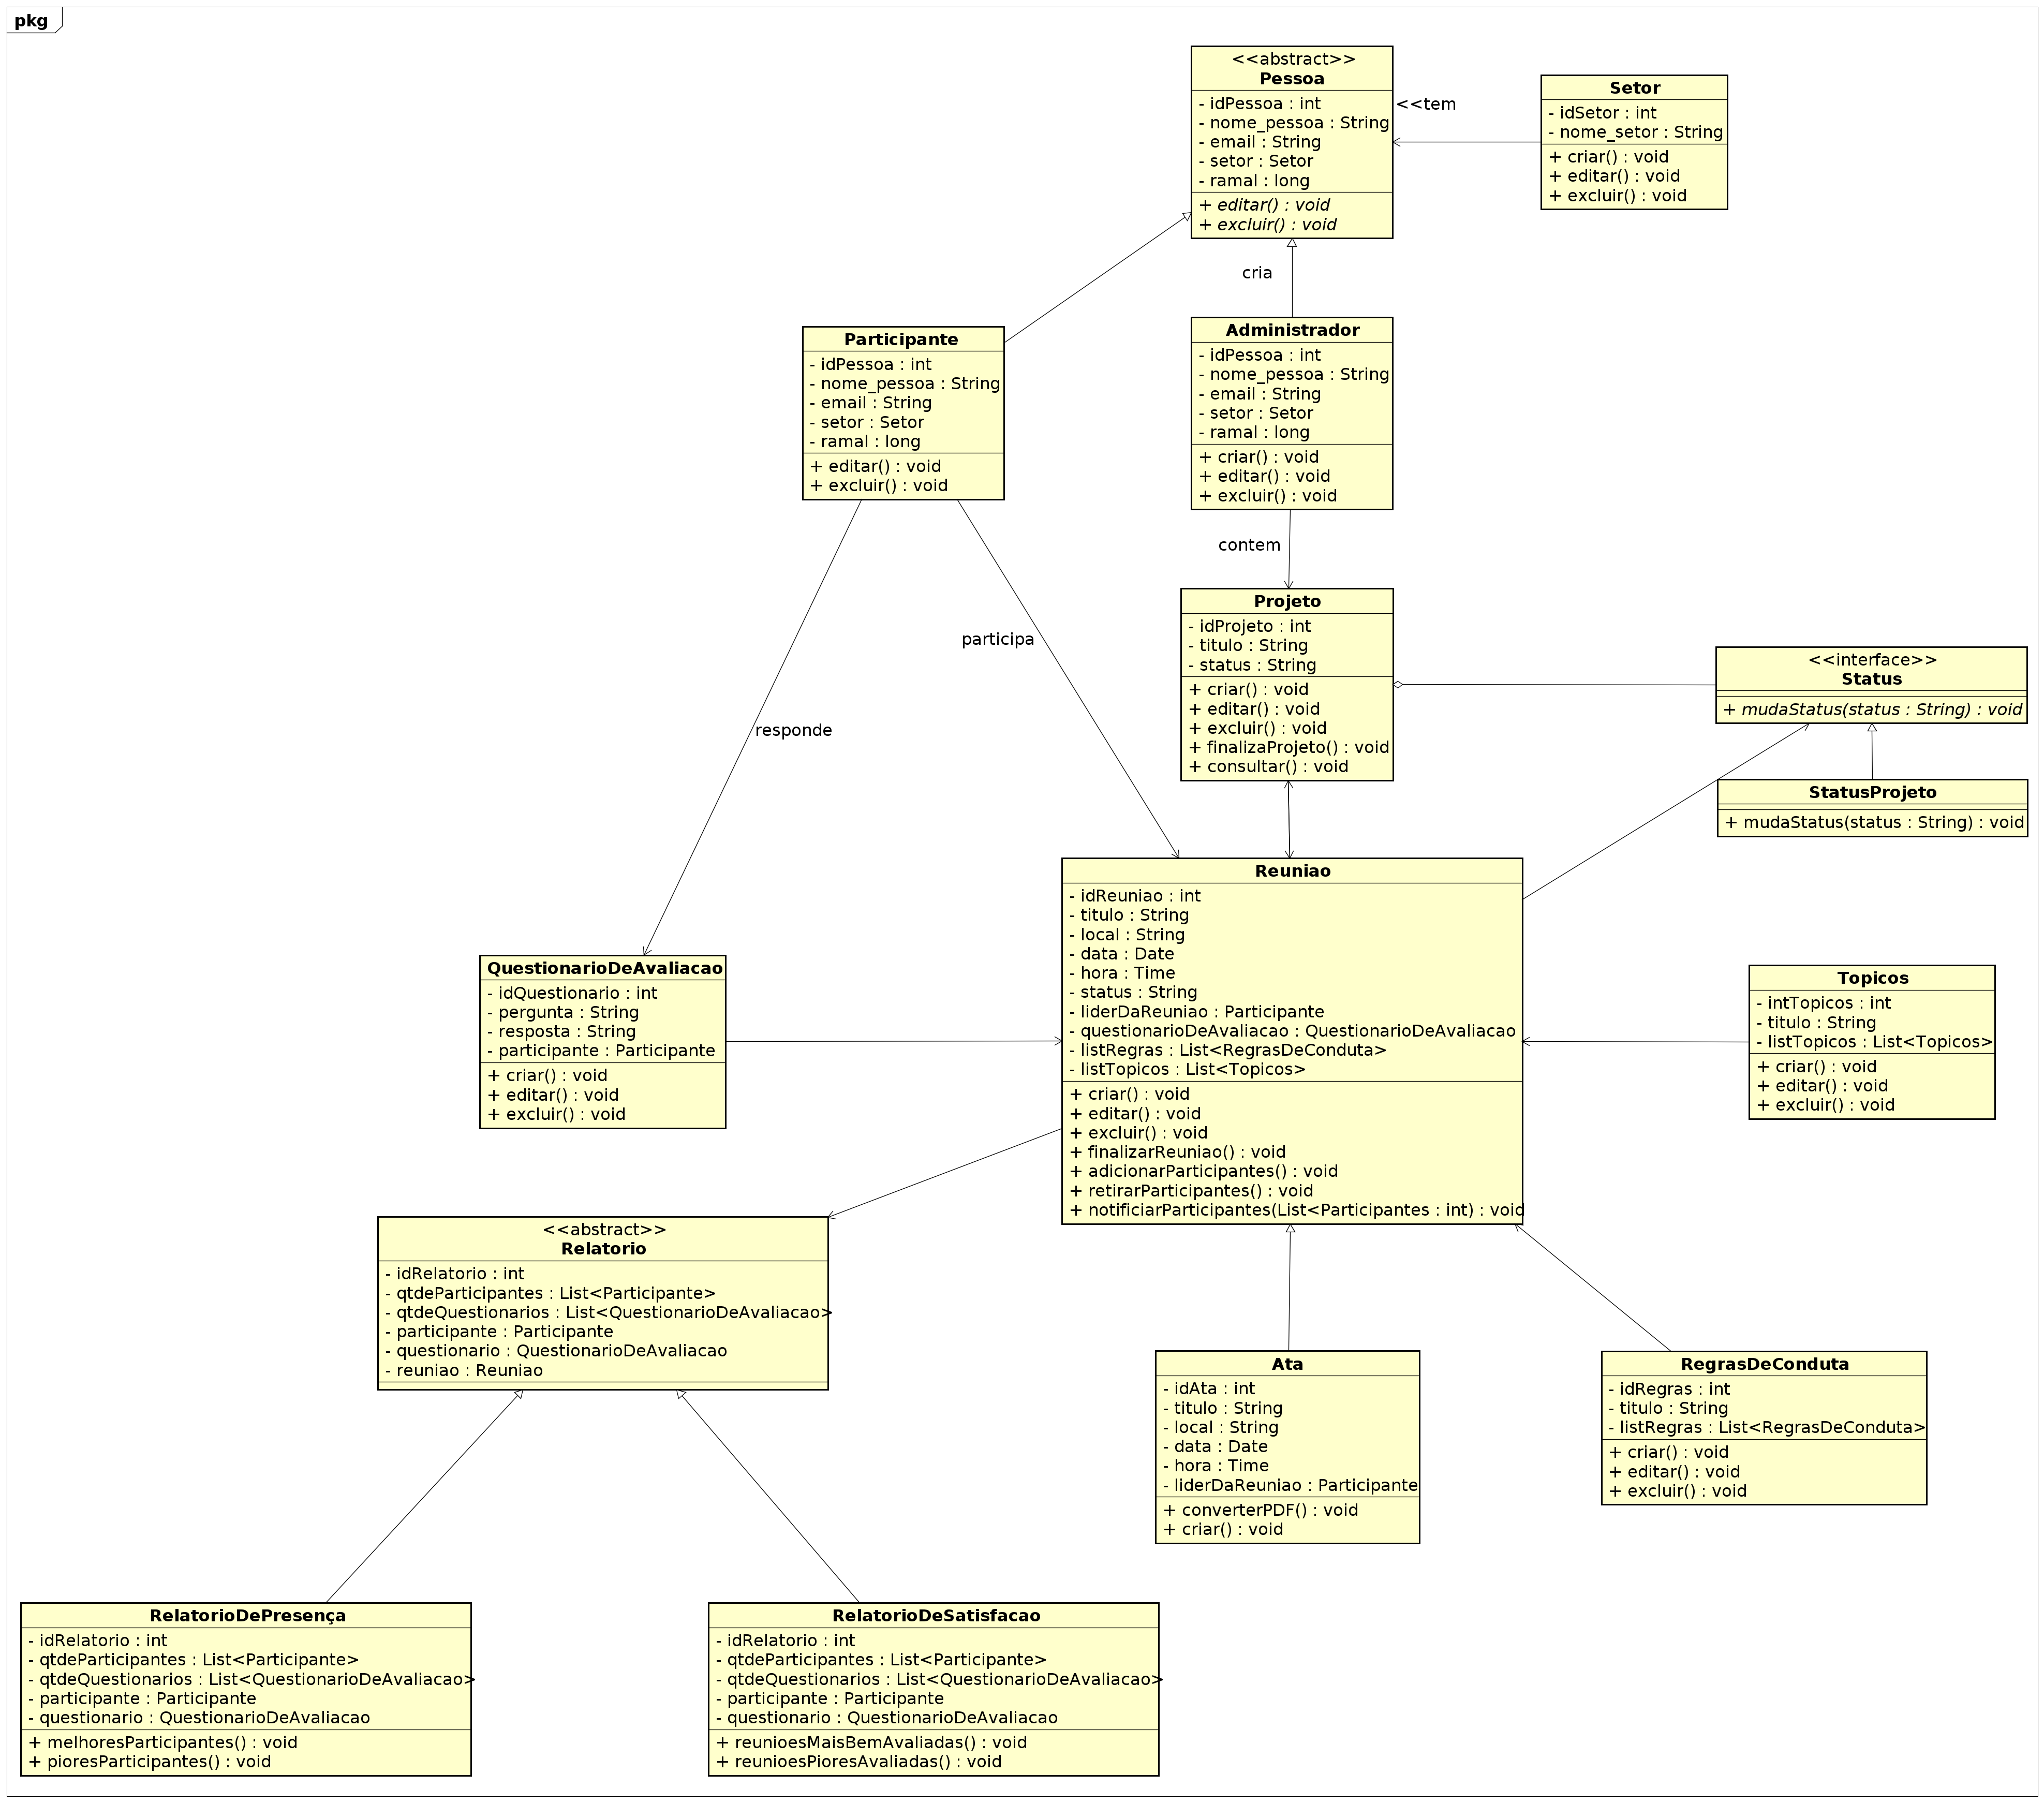 pkg
<<abstract>>
Pessoa
- idPessoa : int
- nome_pessoa : String
- email : String
- setor : Setor
- ramal : long
+ editar() : void
+ excluir() : void
<<tem
Setor
- idSetor : int
- nome_setor : String
+ criar() : void
+ editar() : void
+ excluir() : void
cria
Participante
- idPessoa : int
- nome_pessoa : String
- email : String
- setor : Setor
- ramal : long
+ editar() : void
+ excluir() : void
Administrador
- idPessoa : int
- nome_pessoa : String
- email : String
- setor : Setor
- ramal : long
+ criar() : void
+ editar() : void
+ excluir() : void
contem
participa
responde
Projeto
- idProjeto : int
- titulo : String
- status : String
+ criar() : void
+ editar() : void
+ excluir() : void
+ finalizaProjeto() : void
+ consultar() : void
<<interface>>
Status
+ mudaStatus(status : String) : void
StatusProjeto
+ mudaStatus(status : String) : void
Reuniao
- idReuniao : int
- titulo : String
- local : String
- data : Date
- hora : Time
- status : String
- liderDaReuniao : Participante
- questionarioDeAvaliacao : QuestionarioDeAvaliacao
- listRegras : List<RegrasDeConduta>
- listTopicos : List<Topicos>
+ criar() : void
+ editar() : void
+ excluir() : void
+ finalizarReuniao() : void
+ adicionarParticipantes() : void
+ retirarParticipantes() : void
+ notificiarParticipantes(List<Participantes : int) : void
QuestionarioDeAvaliacao
- idQuestionario : int
- pergunta : String
- resposta : String
- participante : Participante
+ criar() : void
+ editar() : void
+ excluir() : void
Topicos
- intTopicos : int
- titulo : String
- listTopicos : List<Topicos>
+ criar() : void
+ editar() : void
+ excluir() : void
<<abstract>>
Relatorio
- idRelatorio : int
- qtdeParticipantes : List<Participante>
- qtdeQuestionarios : List<QuestionarioDeAvaliacao>
- participante : Participante
- questionario : QuestionarioDeAvaliacao
- reuniao : Reuniao
Ata
- idAta : int
- titulo : String
- local : String
- data : Date
- hora : Time
- liderDaReuniao : Participante
+ converterPDF() : void
+ criar() : void
RegrasDeConduta
- idRegras : int
- titulo : String
- listRegras : List<RegrasDeConduta>
+ criar() : void
+ editar() : void
+ excluir() : void
RelatorioDePresença
- idRelatorio : int
- qtdeParticipantes : List<Participante>
- qtdeQuestionarios : List<QuestionarioDeAvaliacao>
- participante : Participante
- questionario : QuestionarioDeAvaliacao
+ melhoresParticipantes() : void
+ pioresParticipantes() : void
RelatorioDeSatisfacao
- idRelatorio : int
- qtdeParticipantes : List<Participante>
- qtdeQuestionarios : List<QuestionarioDeAvaliacao>
- participante : Participante
- questionario : QuestionarioDeAvaliacao
+ reunioesMaisBemAvaliadas() : void
+ reunioesPioresAvaliadas() : void